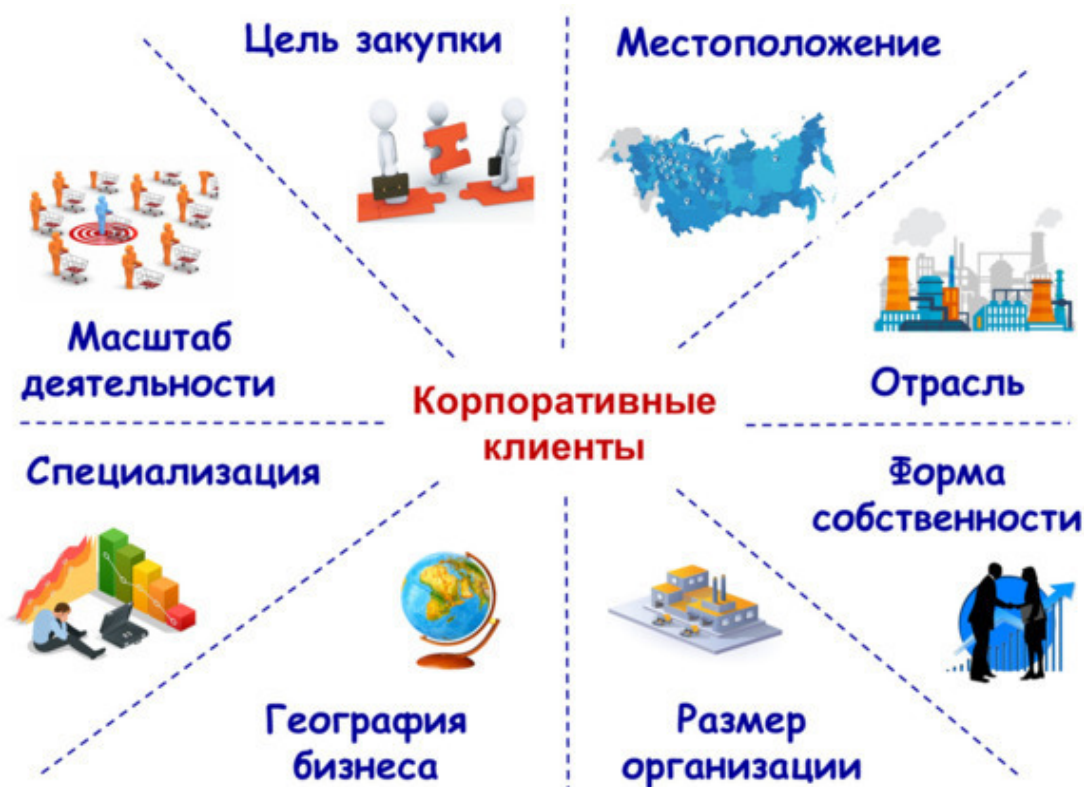 Цель закупки
Местоположение
Масштаб
деятельности
Отрасль
Корпоративные
клиенты
Специализация
Форма
собственности
География
бизнеса
Размер
организации